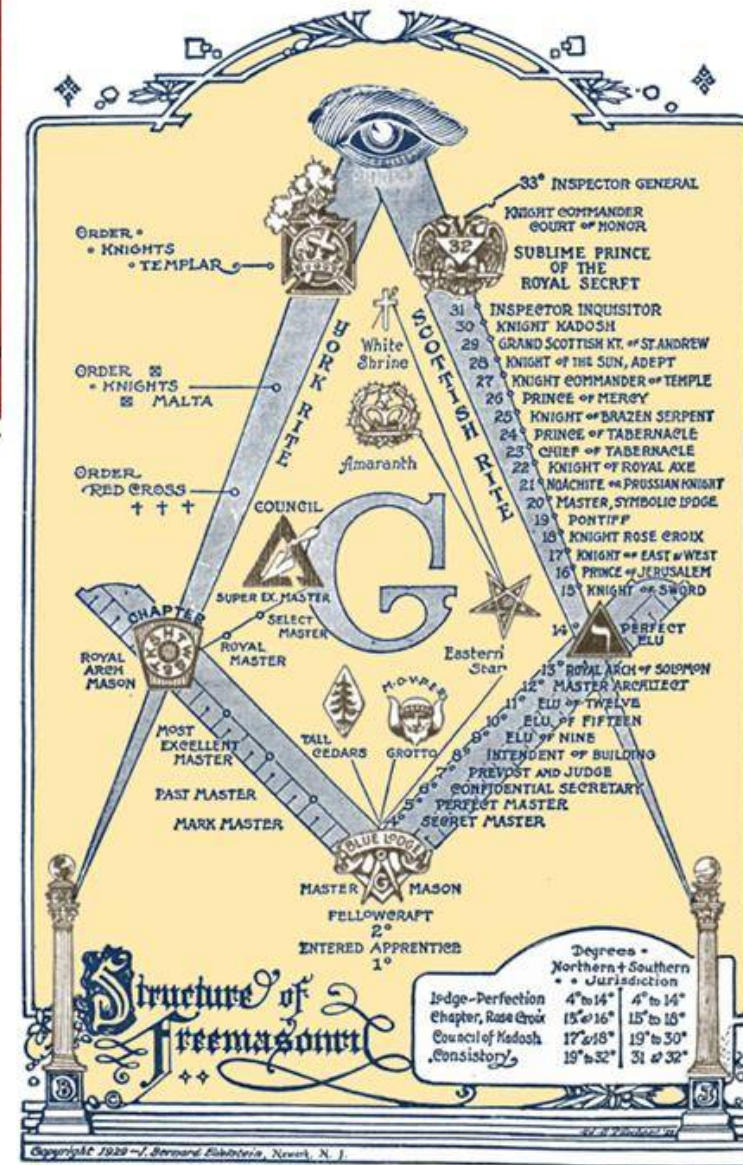 33° INSPECTOR GENERAL
KNIGHT COMMANDER
COURT OF HONOR
32
SUBLIME PRINCE
OF THE
ROYAL SECRET
ORDER
KNIGHTS
TEMPLAR
ORDER
KNIGHTS
MALTA
ORDER
RED CROSS
YORK RITE
SCOTTISH RITE
White
Shrine
Amaranth
Eastern
Star
31 INSPECTOR INQUISITOR
30 KNIGHT KADOSH
29 GRAND SCOTTISH KT. OF ST. ANDREW
28 KNIGHT OF THE SUN, ADEPT
27 KNIGHT COMMANDER OF TEMPLE
26 PRINCE OF MERCY
25 KNIGHT OF BRAZEN SERPENT
24 PRINCE OF TABERNACLE
23 CHIEF OF TABERNACLE
22 KNIGHT OF ROYAL AXE
21 NOACHITE OR PRUSSIAN KNIGHT
20 MASTER, SYMBOLIC LODGE
19 PONTIFF
18 KNIGHT ROSE CROIX
17 KNIGHT OF EAST & WEST
16 PRINCE OF JERUSALEM
15 KNIGHT OF SWORD
14° PERFECT
ELU
13° ROYAL ARCH OF SOLOMON
12° MASTER ARCHITECT
11° ELU OF TWELVE
10° ELU OF FIFTEEN
9° ELU OF NINE
8° INTENDENT OF BUILDING
7° PREVOST AND JUDGE
6° CONFIDENTIAL SECRETARY
5° PERFECT MASTER
4° SECRET MASTER
COUNCIL
SUPER EX. MASTER
SELECT
MASTER
ROYAL
MASTER
G
CHAPTER
ROYAL
ARCH
MASON
MOST
EXCELLENT
MASTER
PAST MASTER
MARK MASTER
TALL
CEDARS
M.O.V.P.E.R.
GROTTO
BLUE LODGE
G
MASTER MASON
FELLOWCRAFT
2°
ENTERED APPRENTICE
1°
Structure of
Freemasonry
Degrees
Northern + Southern
Jurisdiction
Lodge-Perfection 4° to 14° 4° to 14°
Chapter, Rose Croix 15° & 16° 15° to 18°
Council of Kadosh 17° & 18° 19° to 30°
Consistory 19° to 32° 31 & 32°
B
J
Copyright 1929 - J. Bernard Newark, N. J.